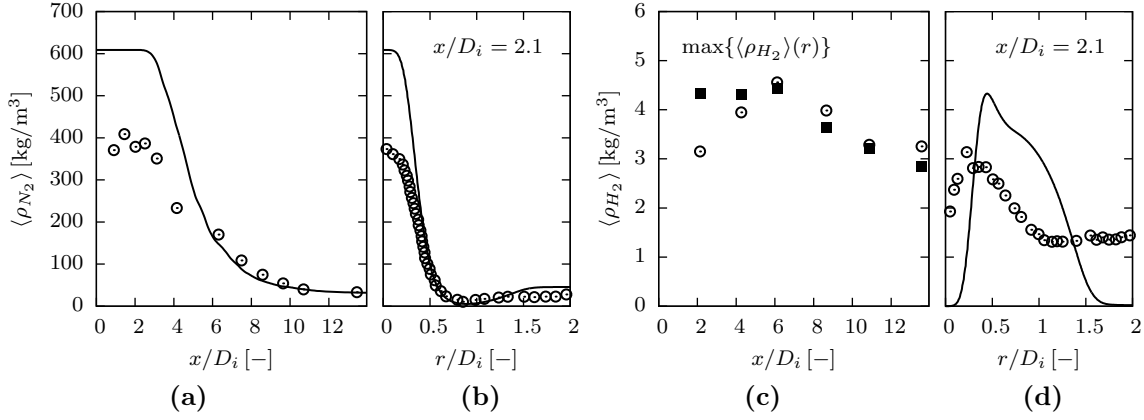 ⟨ρ_{N_2}⟩ [kg/m^3]
700
600
500
400
300
200
100
0
0 2 4 6 8 10 12
x/D_i [−]
(a)
x/D_i = 2.1
0 0.5 1 1.5 2
r/D_i [−]
(b)
⟨ρ_{H_2}⟩ [kg/m^3]
6
5
4
3
2
1
0
max{⟨ρ_{H_2}⟩(r)}
0 2 4 6 8 10 12
x/D_i [−]
(c)
x/D_i = 2.1
0 0.5 1 1.5 2
r/D_i [−]
(d)